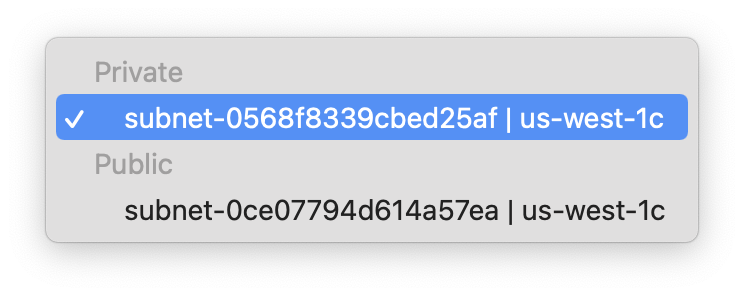 Private
✓ subnet-0568f8339cbed25af | us-west-1c
Public
subnet-0ce07794d614a57ea | us-west-1c